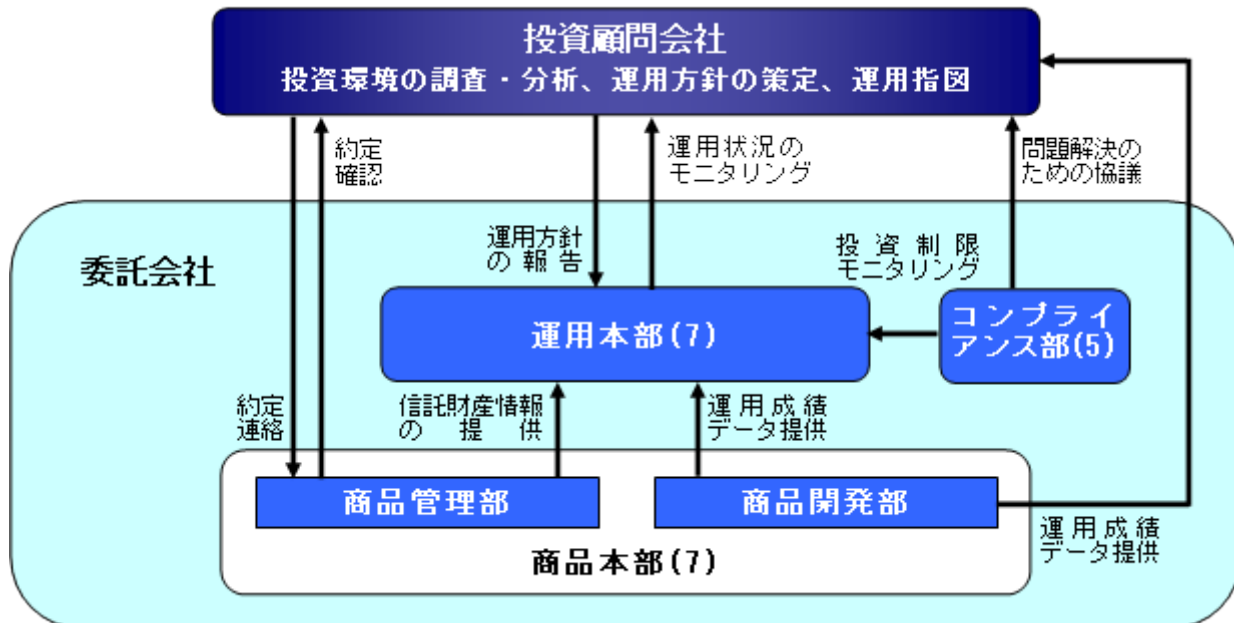 投資顧問会社
投資環境の調査・分析、運用方針の策定、運用指図
約定
確認
運用状況の
モニタリング
問題解決の
ための協議
委託会社
運用方針
の報告
投資制限
モニタリング
運用本部(7)
コンプライ
アンス部(5)
約定
連絡
信託財産情報
の提供
運用成績
データ提供
商品管理部
商品開発部
運用成績
データ提供
商品本部(7)